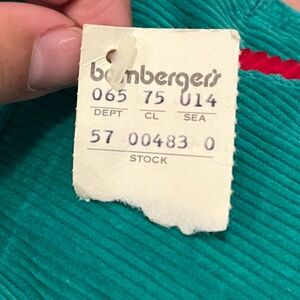 bambergers
065 75 014
DEPT CL SEA
57 00483 0
STOCK